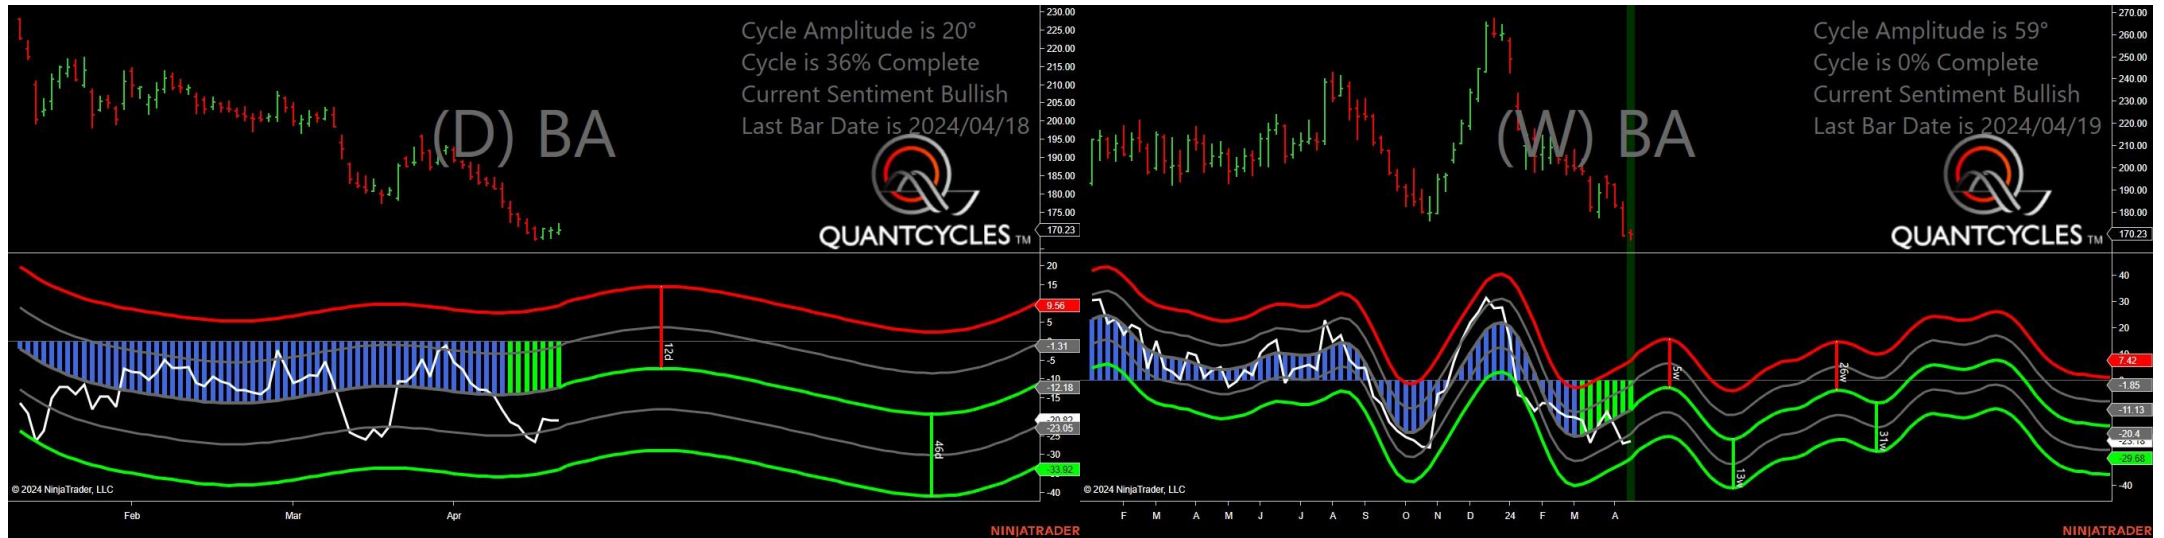 Cycle Amplitude is 20°
Cycle is 36% Complete
Current Sentiment Bullish
Last Bar Date is 2024/04/18
(D) BA
QUANTCYCLES TM
230.00
225.00
220.00
215.00
210.00
205.00
200.00
195.00
190.00
185.00
180.00
175.00
170.23
20
15
9.56
5
-1.31
-5
-12.18
-15
-20.82
-23.05
-25
-30
-33.92
-40
12d
46d
© 2024 NinjaTrader, LLC
Feb
Mar
Apr
NINJATRADER
Cycle Amplitude is 59°
Cycle is 0% Complete
Current Sentiment Bullish
Last Bar Date is 2024/04/19
(W) BA
QUANTCYCLES TM
270.00
260.00
250.00
240.00
230.00
220.00
210.00
200.00
190.00
180.00
170.23
40
30
20
7.42
-1.85
-11.13
-20.4
-29.68
-40
5w
13w
26w
31w
© 2024 NinjaTrader, LLC
F
M
A
M
J
J
A
S
O
N
D
24
F
M
A
NINJATRADER